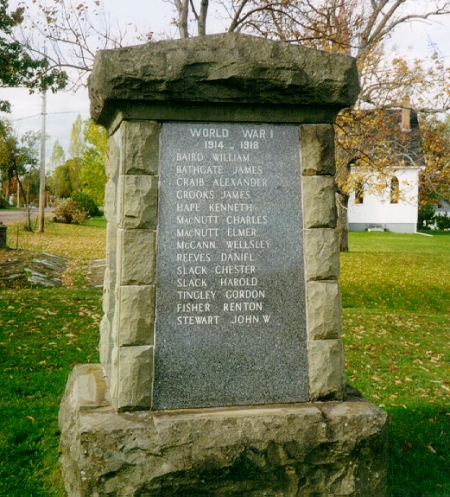 WORLD WAR I
1914 - 1918
BAIRD WILLIAM
BATHGATE JAMES
CRAIG ALEXANDER
CROOKS JAMES
HAPE KENNETH
MACNUTT CHARLES
MACNUTT ELMER
MCCANN WELLSLEY
REEVES DANIEL
SLACK CHESTER
SLACK HAROLD
TINGLEY GORDON
FISHER RENTON
STEWART JOHN W.